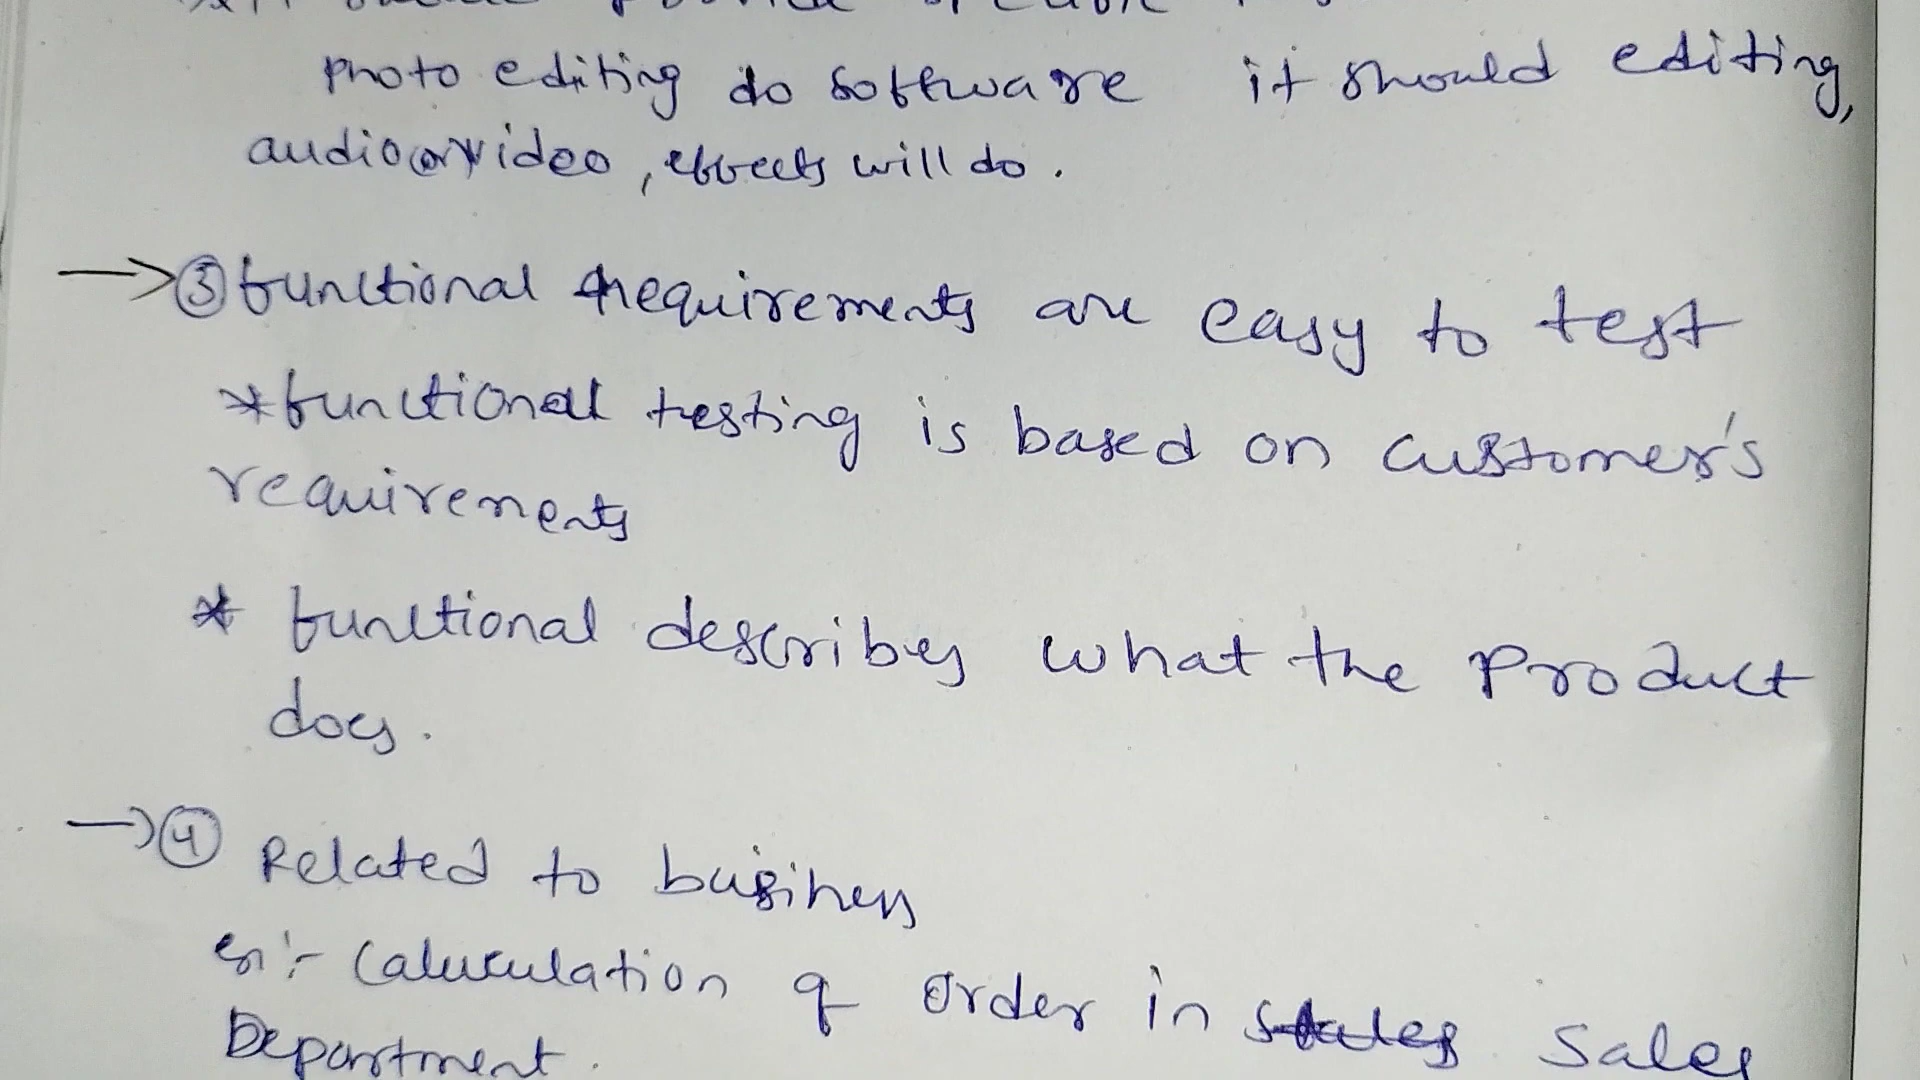 photo editing do software it should editing,
audio or video, effects will do.
→ ③ functional requirements are easy to test
* functional testing is based on customer's
requirements
* functional describes what the product
does.
→ ④ Related to business
Ex:- Caluculation of order in Sales
Department.